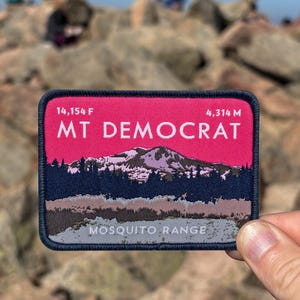 14,154 F 4,314 M
MT DEMOCRAT
MOSQUITO RANGE